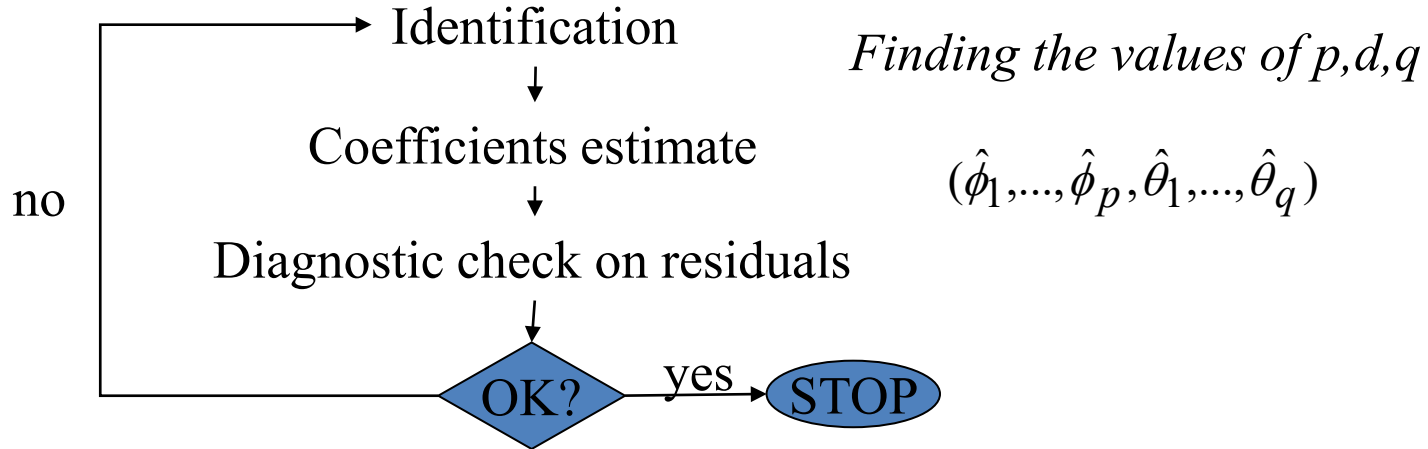 Identification
Finding the values of p,d,q
Coefficients estimate
(ϕ̂1,...,ϕ̂p,θ̂1,...,θ̂q)
no
Diagnostic check on residuals
OK?
yes
STOP